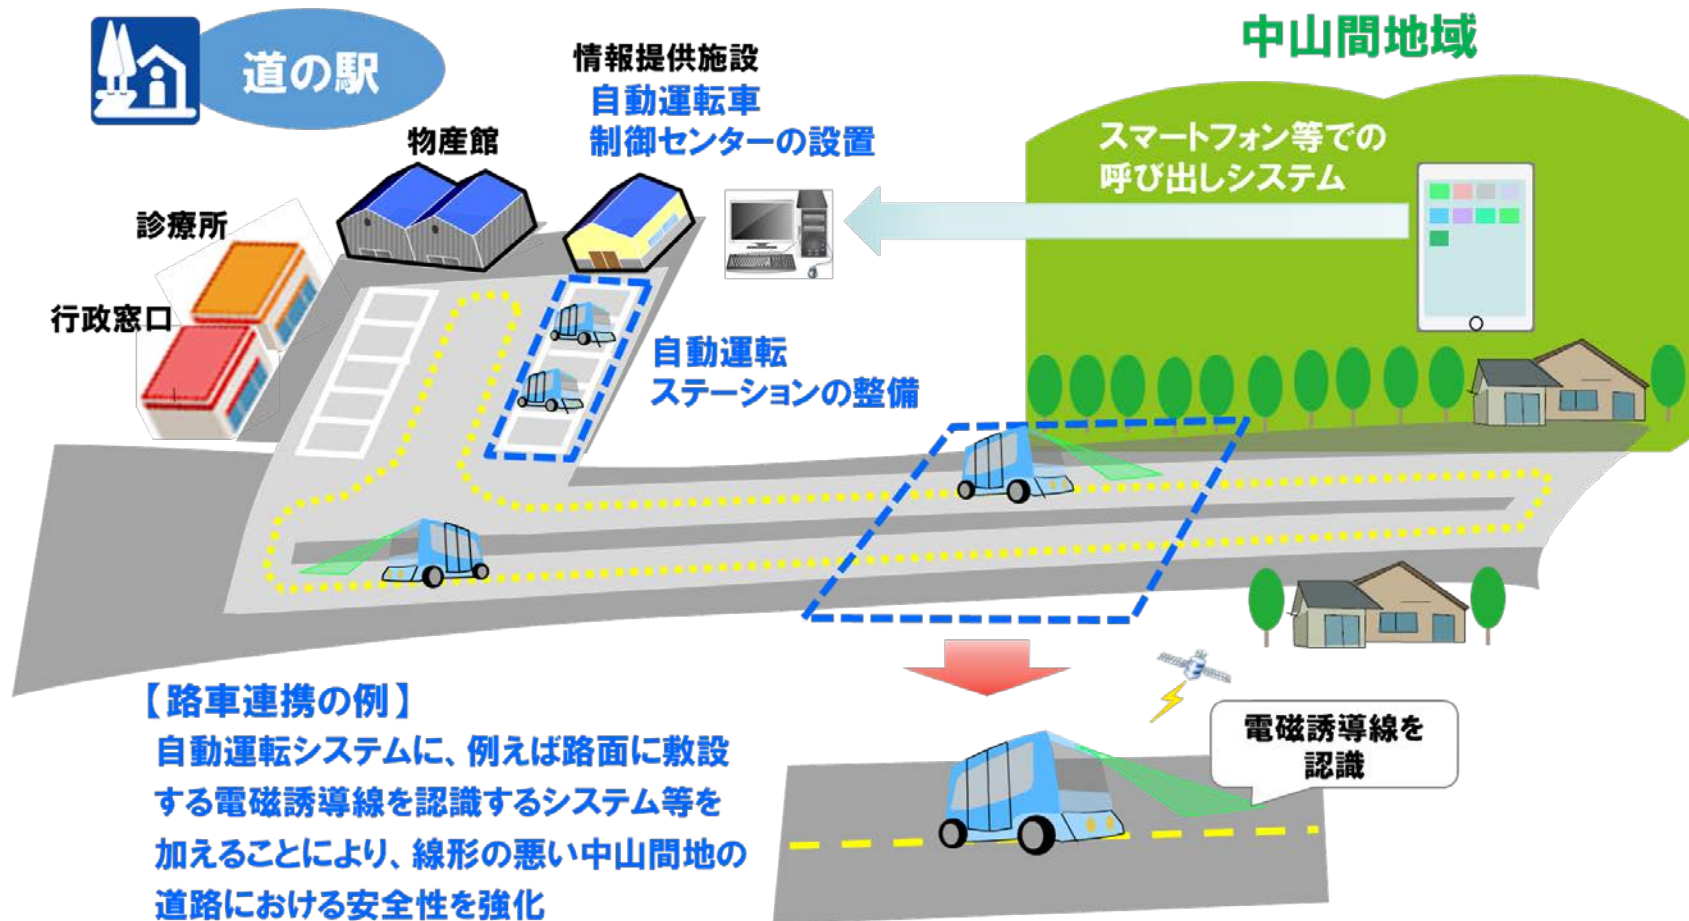 道の駅
情報提供施設
自動運転車
制御センターの設置
中山間地域
物産館
スマートフォン等での
呼び出しシステム
診療所
行政窓口
自動運転
ステーションの整備
【路車連携の例】
自動運転システムに、例えば路面に敷設
する電磁誘導線を認識するシステム等を
加えることにより、線形の悪い中山間地の
道路における安全性を強化
電磁誘導線を
認識